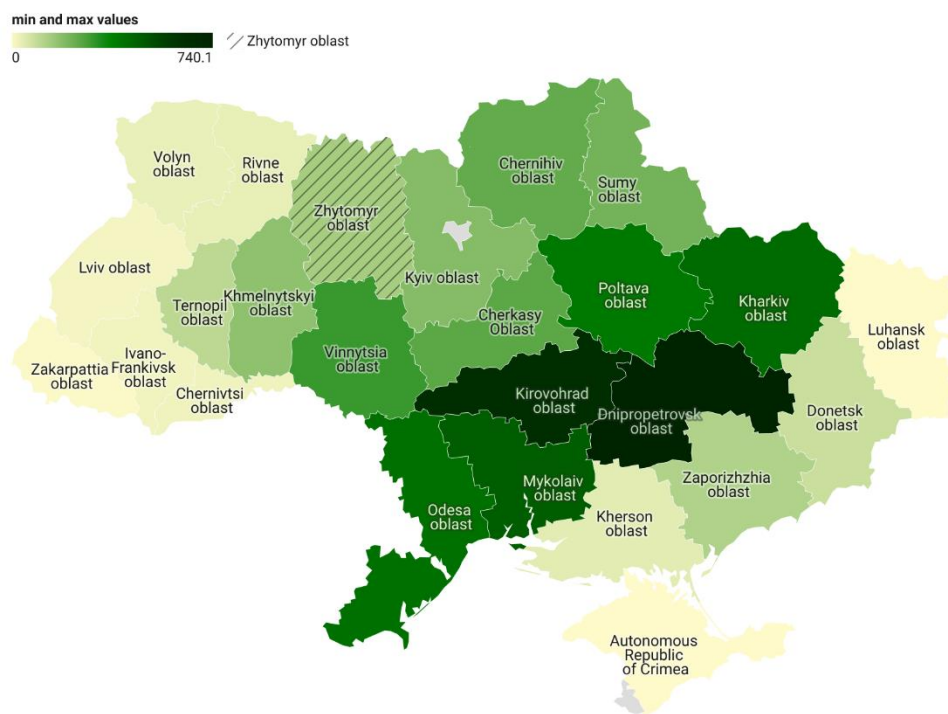 min and max values
0
740.1
Zhytomyr oblast
Volyn
oblast
Rivne
oblast
Zhytomyr
oblast
Chernihiv
oblast
Sumy
oblast
Lviv oblast
Ternopil
oblast
Khmelnytskyi
oblast
Kyiv oblast
Cherkasy
Oblast
Poltava
oblast
Kharkiv
oblast
Luhansk
oblast
Zakarpattia
oblast
Ivano-
Frankivsk
oblast
Chernivtsi
oblast
Vinnytsia
oblast
Kirovohrad
oblast
Dnipropetrovsk
oblast
Donetsk
oblast
Odesa
oblast
Mykolaiv
oblast
Kherson
oblast
Zaporizhzhia
oblast
Autonomous
Republic
of Crimea